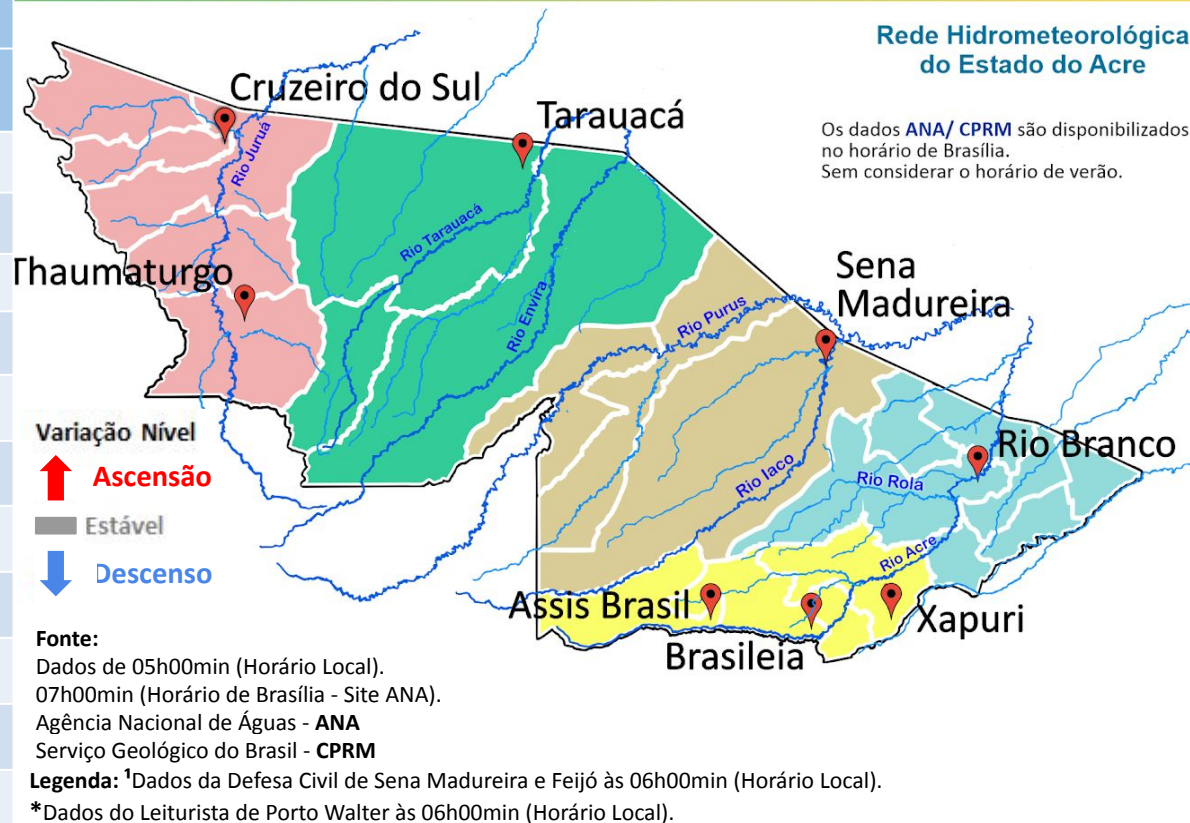 Rede Hidrometeorológica
do Estado do Acre
Os dados ANA/ CPRM são disponibilizados
no horário de Brasília.
Sem considerar o horário de verão.
Cruzeiro do Sul
Tarauacá
Rio Juruá
Rio Tarauacá
Thaumaturgo
Rio Envira
Sena
Madureira
Rio Purus
Rio Branco
Rio Iaco
Rio Rola
Rio Acre
Assis Brasil
Xapuri
Brasileia
Variação Nível
Ascensão
Estável
Descenso
Fonte:
Dados de 05h00min (Horário Local).
07h00min (Horário de Brasília - Site ANA).
Agência Nacional de Águas - ANA
Serviço Geológico do Brasil - CPRM
Legenda: ¹Dados da Defesa Civil de Sena Madureira e Feijó às 06h00min (Horário Local).
*Dados do Leiturista de Porto Walter às 06h00min (Horário Local).